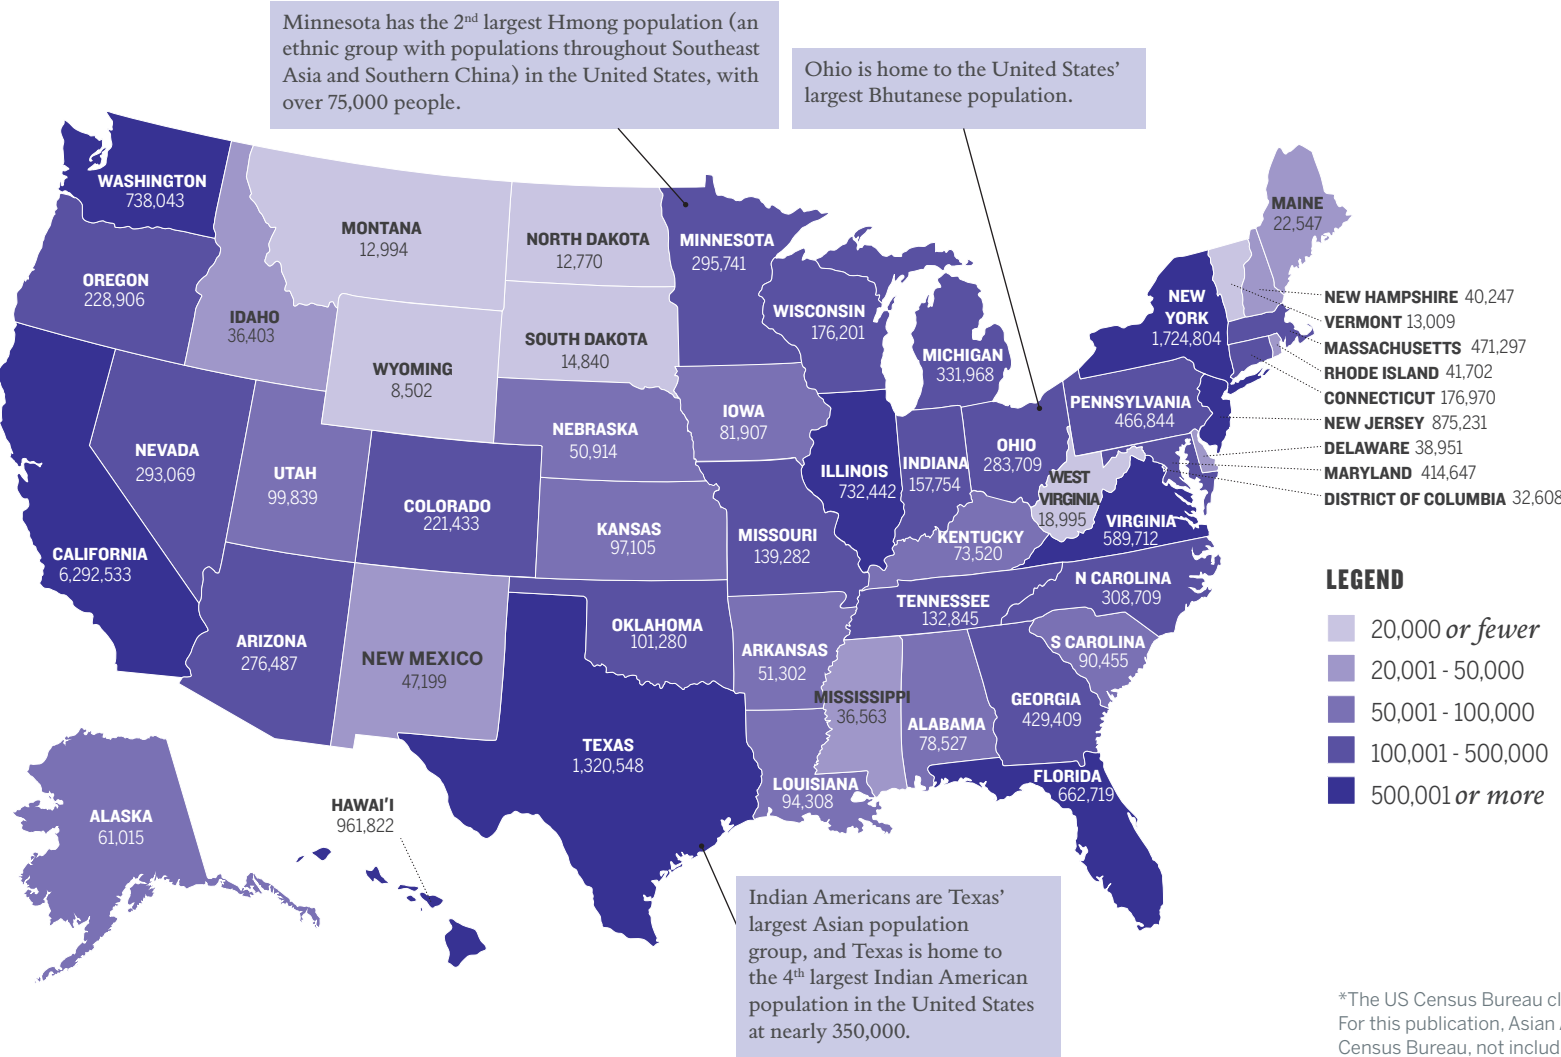 Minnesota has the 2nd largest Hmong population (an
ethnic group with populations throughout Southeast
Asia and Southern China) in the United States, with
over 75,000 people.
Ohio is home to the United States’
largest Bhutanese population.
WASHINGTON
738,043
MONTANA
12,994
NORTH DAKOTA
12,770
MINNESOTA
295,741
MAINE
22,547
OREGON
228,906
IDAHO
36,403
WYOMING
8,502
SOUTH DAKOTA
14,840
WISCONSIN
176,201
MICHIGAN
331,968
NEW
YORK
1,724,804
NEW HAMPSHIRE 40,247
VERMONT 13,009
MASSACHUSETTS 471,297
RHODE ISLAND 41,702
CONNECTICUT 176,970
NEW JERSEY 875,231
DELAWARE 38,951
MARYLAND 414,647
DISTRICT OF COLUMBIA 32,608
NEVADA
293,069
UTAH
99,839
COLORADO
221,433
NEBRASKA
50,914
IOWA
81,907
ILLINOIS
732,442
INDIANA
157,754
OHIO
283,709
PENNSYLVANIA
466,844
WEST
VIRGINIA
18,995
VIRGINIA
589,712
CALIFORNIA
6,292,533
KANSAS
97,105
MISSOURI
139,282
KENTUCKY
73,520
N CAROLINA
308,709
TENNESSEE
132,845
ARIZONA
276,487
NEW MEXICO
47,199
OKLAHOMA
101,280
ARKANSAS
51,302
S CAROLINA
90,455
MISSISSIPPI
36,563
ALABAMA
78,527
GEORGIA
429,409
TEXAS
1,320,548
LOUISIANA
94,308
FLORIDA
662,719
ALASKA
61,015
HAWAI’I
961,822
LEGEND
20,000 or fewer
20,001 - 50,000
50,001 - 100,000
100,001 - 500,000
500,001 or more
Indian Americans are Texas’
largest Asian population
group, and Texas is home to
the 4th largest Indian American
population in the United States
at nearly 350,000.
*The US Census Bureau
For this publication, Asian
Census Bureau, not